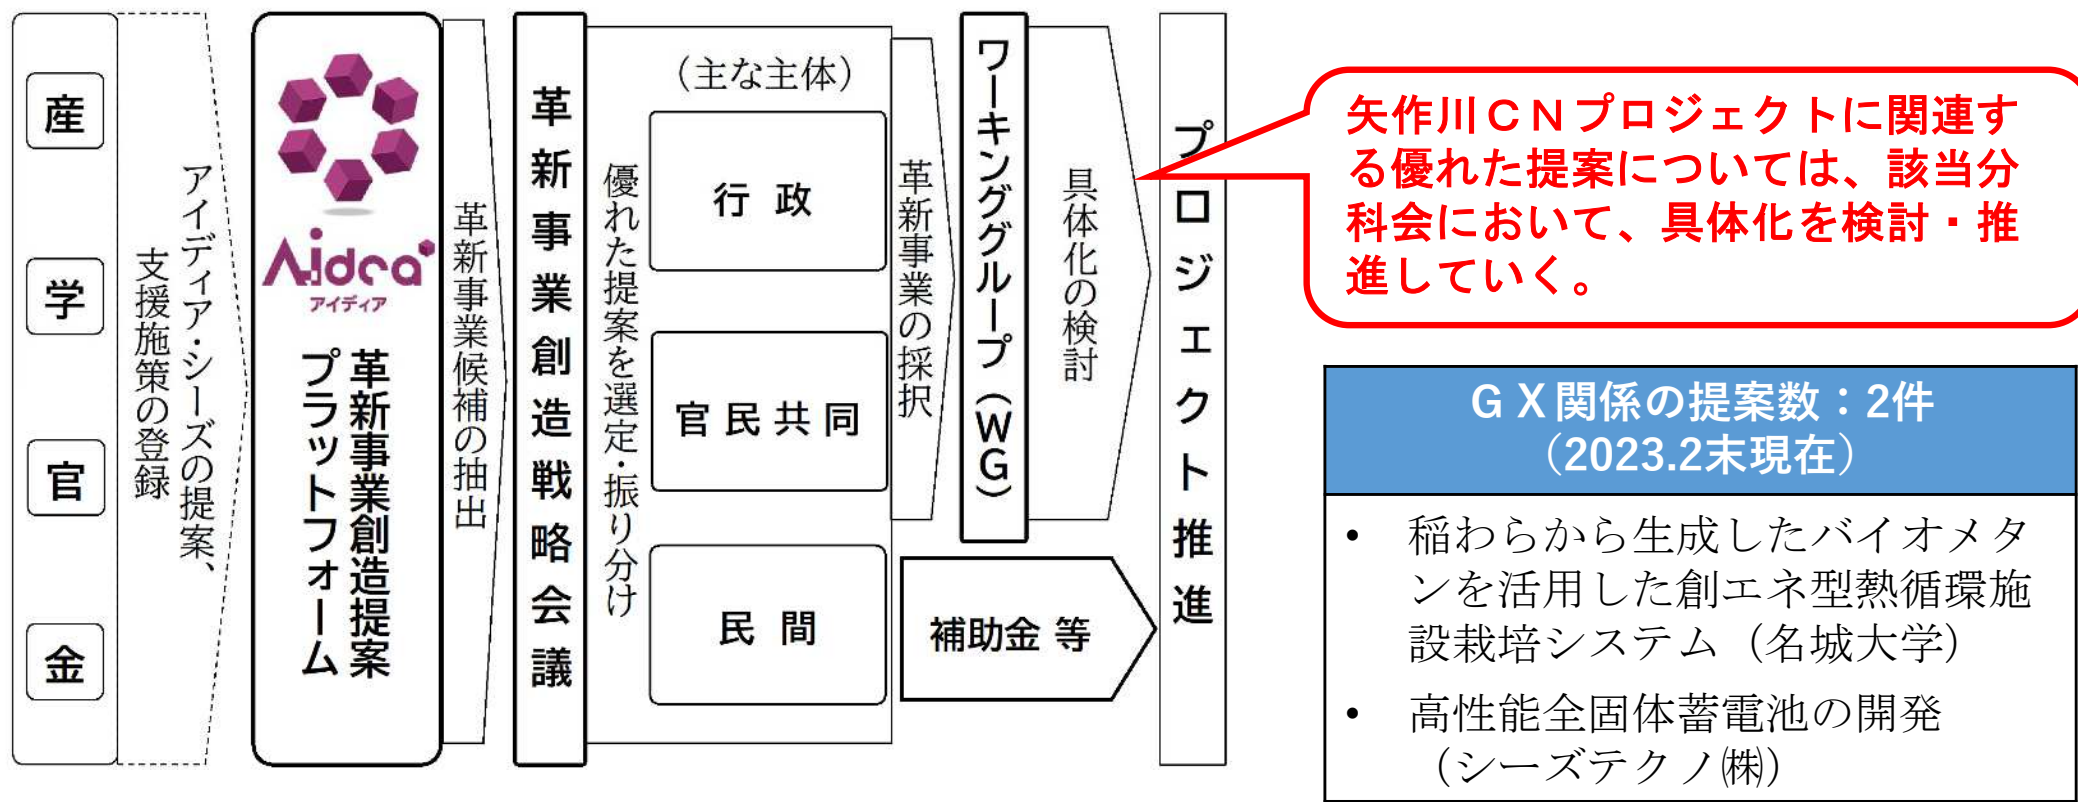 産
学
官
金
アイディア・シーズの提案、
支援施策の登録
Aidea
アイディア
革新事業創造提案
プラットフォーム
革新事業候補の抽出
革新事業創造戦略会議
優れた提案を選定・振り分け
（主な主体）
行 政
官 民 共 同
民 間
革新事業の採択
ワーキンググループ（WG）
具体化の検討
補助金 等
プロジェクト推進
矢作川ＣＮプロジェクトに関連す
る優れた提案については、該当分
科会において、具体化を検討・推
進していく。
ＧＸ関係の提案数：2件
（2023.2末現在）
• 稲わらから生成したバイオメタ
ンを活用した創エネ型熱循環施
設栽培システム（名城大学）
• 高性能全固体蓄電池の開発
（シーズテクノ㈱）